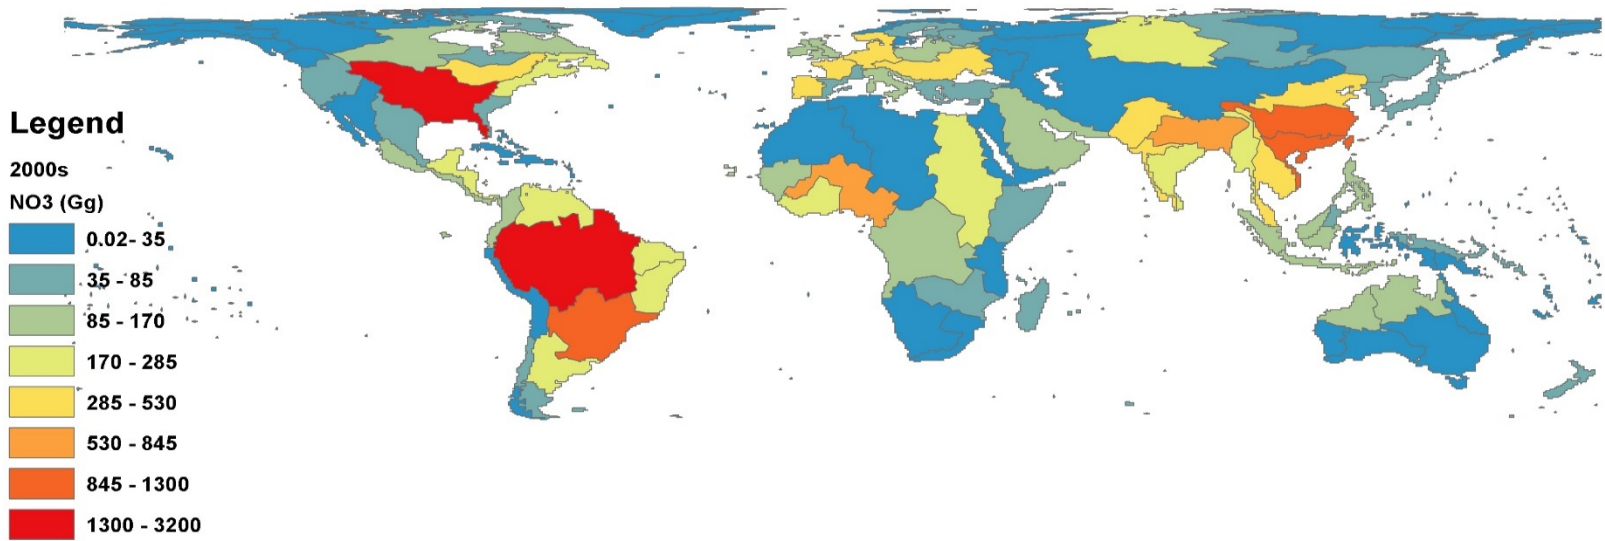 Legend
2000s
NO3 (Gg)
0.02 - 35
35 - 85
85 - 170
170 - 285
285 - 530
530 - 845
845 - 1300
1300 - 3200